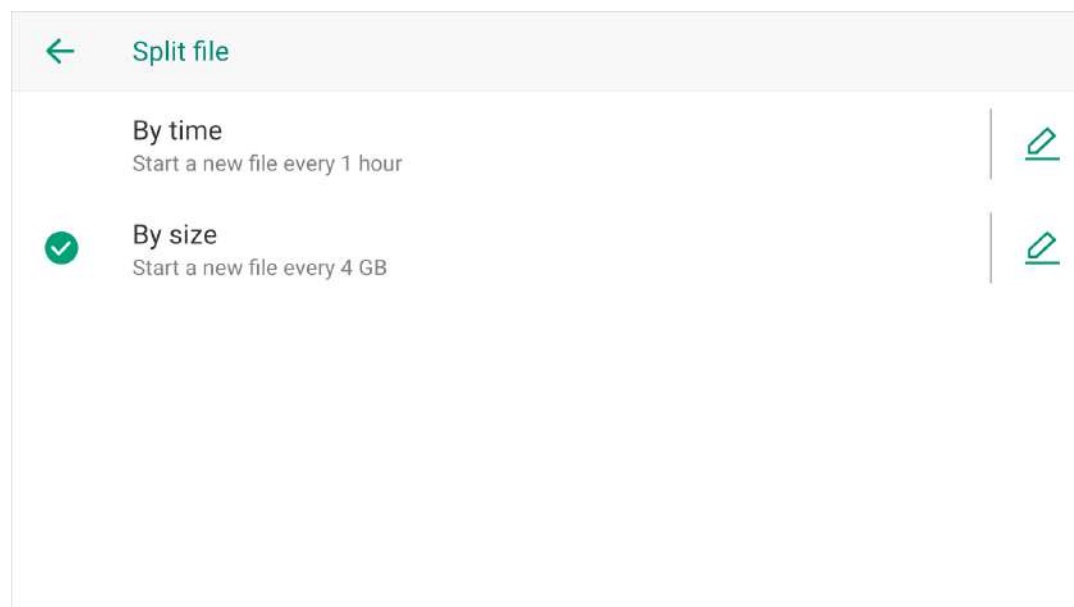 Split file
By time
Start a new file every 1 hour
By size
Start a new file every 4 GB